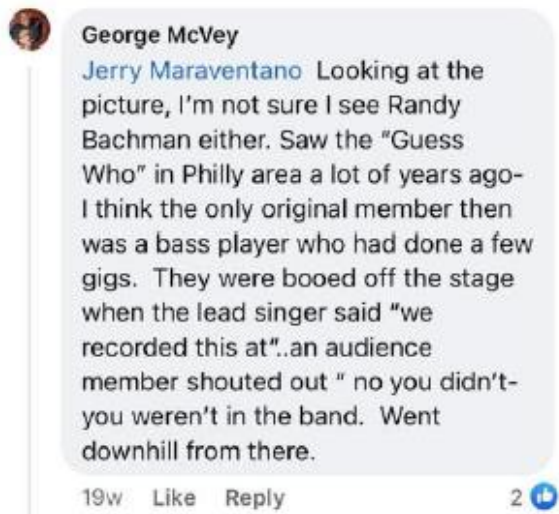 George McVey
Jerry Maraventano Looking at the
picture, I'm not sure I see Randy
Bachman either. Saw the "Guess
Who" in Philly area a lot of years ago-
I think the only original member then
was a bass player who had done a few
gigs. They were booed off the stage
when the lead singer said "we
recorded this at"..an audience
member shouted out " no you didn't-
you weren't in the band. Went
downhill from there.
19w Like Reply 2